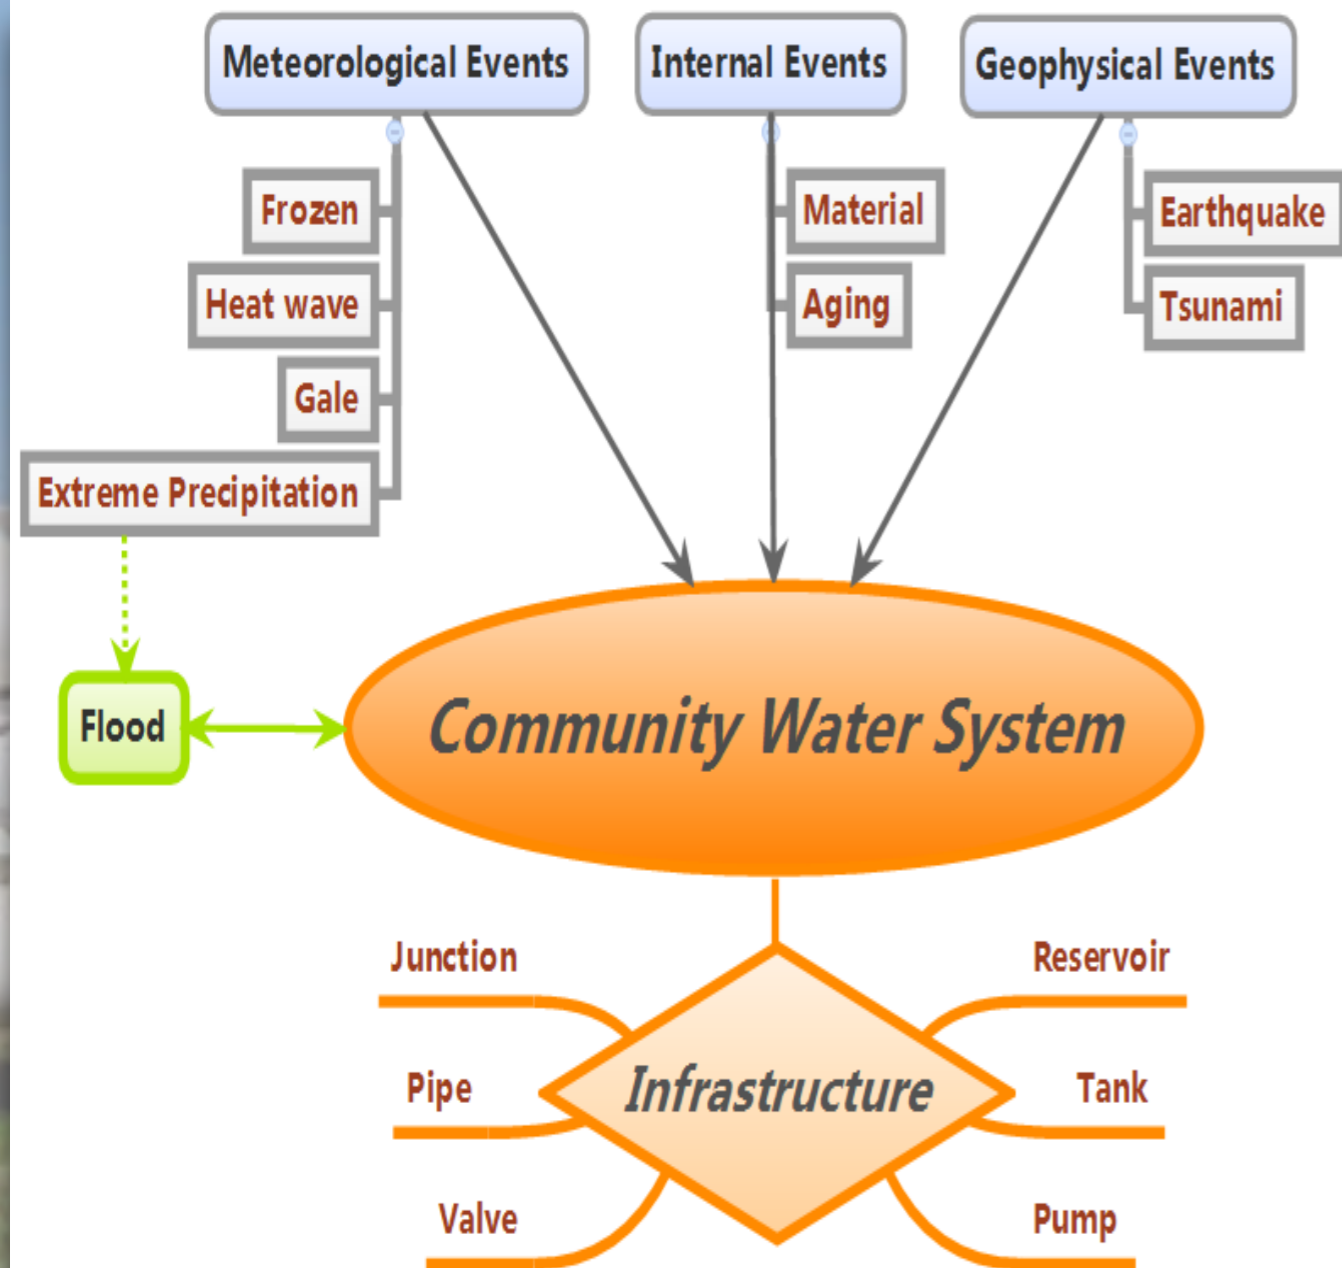 Meteorological Events
Internal Events
Geophysical Events
Frozen
Heat wave
Gale
Extreme Precipitation
Material
Aging
Earthquake
Tsunami
Flood
Community Water System
Infrastructure
Junction
Pipe
Valve
Reservoir
Tank
Pump